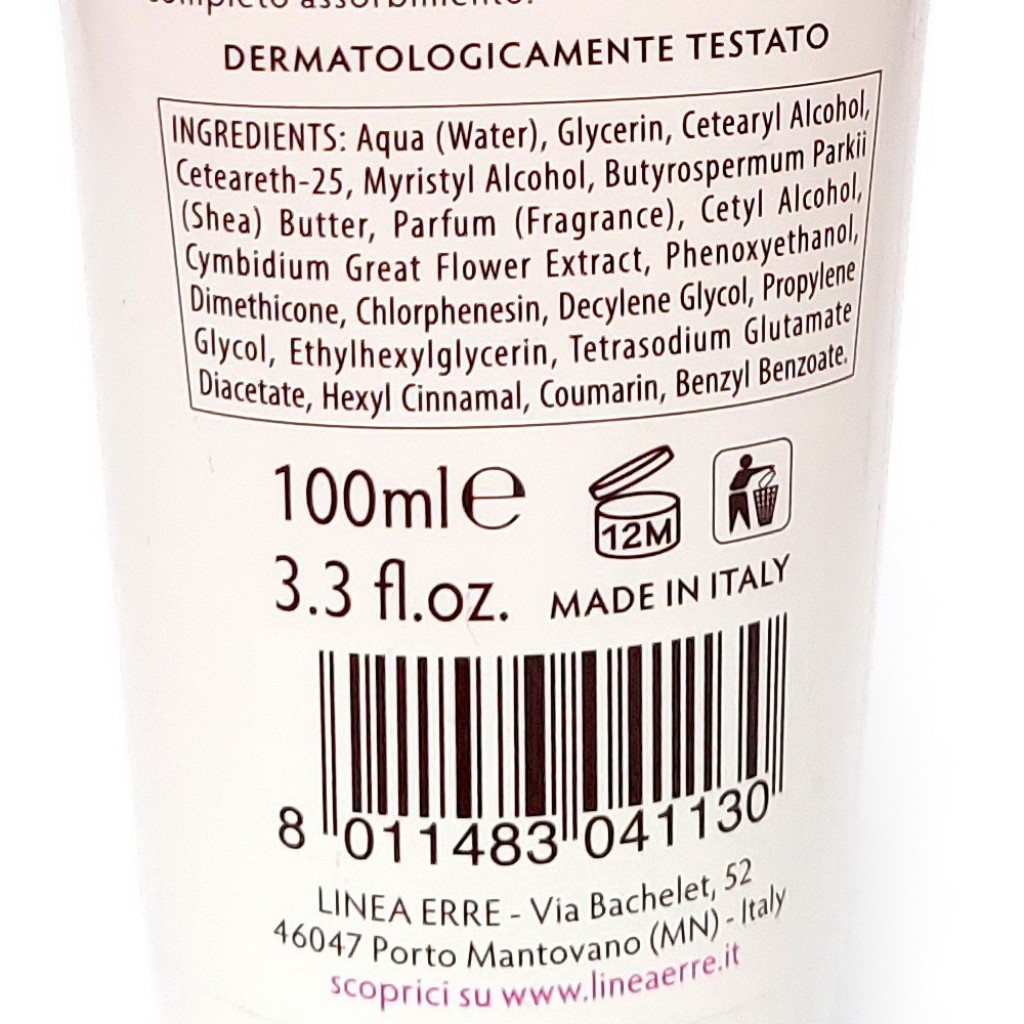 completo assorbimento.
DERMATOLOGICAMENTE TESTATO
INGREDIENTS: Aqua (Water), Glycerin, Cetearyl Alcohol,
Ceteareth-25, Myristyl Alcohol, Butyrospermum Parkii
(Shea) Butter, Parfum (Fragrance), Cetyl Alcohol,
Cymbidium Great Flower Extract, Phenoxyethanol,
Dimethicone, Chlorphenesin, Decylene Glycol, Propylene
Glycol, Ethylhexylglycerin, Tetrasodium Glutamate
Diacetate, Hexyl Cinnamal, Coumarin, Benzyl Benzoate.
100ml e
12M
3.3 fl.oz.
MADE IN ITALY
8 011483 041130
LINEA ERRE - Via Bachelet, 52
46047 Porto Mantovano (MN) - Italy
scoprici su www.lineaerre.it